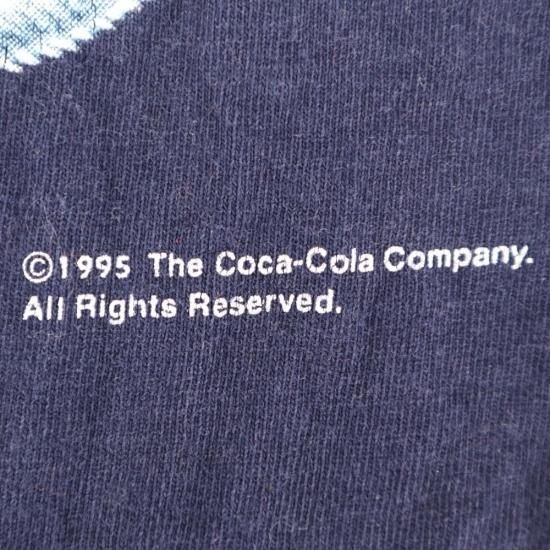 ©1995 The Coca-Cola Company.
All Rights Reserved.